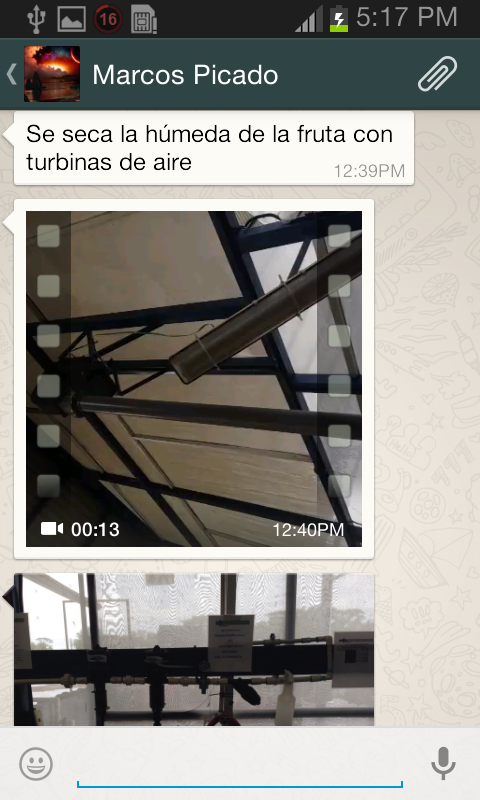 16
5:17 PM
Marcos Picado
Se seca la húmeda de la fruta con
turbinas de aire
12:39PM
00:13
12:40PM